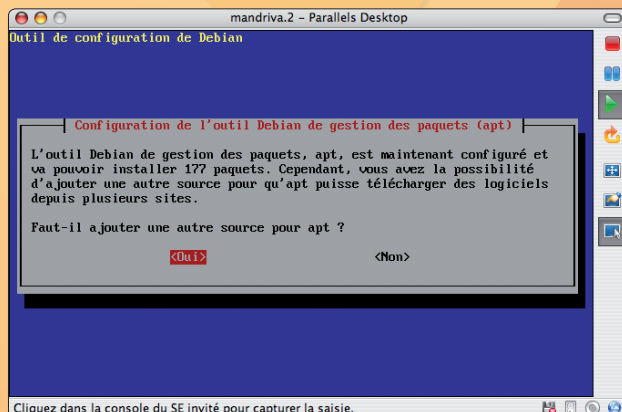 mandriva.2 – Parallels Desktop
Outil de configuration de Debian
Configuration de l'outil Debian de gestion des paquets (apt)
L'outil Debian de gestion des paquets, apt, est maintenant configuré et
va pouvoir installer 177 paquets. Cependant, vous avez la possibilité
d'ajouter une autre source pour qu'apt puisse télécharger des logiciels
depuis plusieurs sites.
Faut-il ajouter une autre source pour apt ?
<Oui> <Non>
Cliquez dans la console du SE invité pour capturer la saisie.